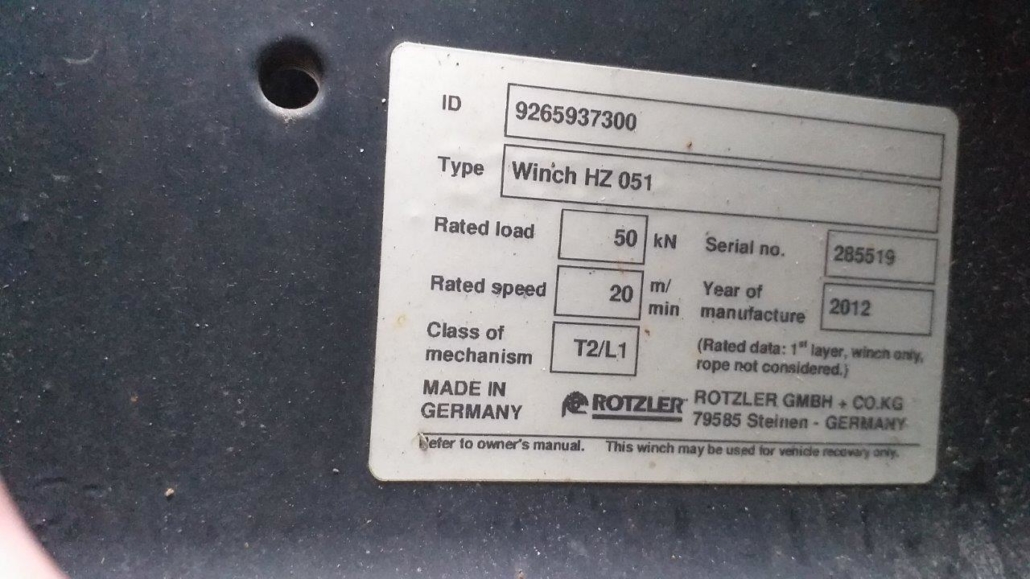 ID 9265937300
Type Winch HZ 051
Rated load 50 kN Serial no. 285519
Rated speed 20 m/min Year of manufacture 2012
Class of mechanism T2/L1 (Rated data: 1st layer, winch only, rope not considered.)
MADE IN GERMANY ROTZLER ROTZLER GMBH + CO.KG
79585 Steinen - GERMANY
Refer to owner's manual. This winch may be used for vehicle recovery only.